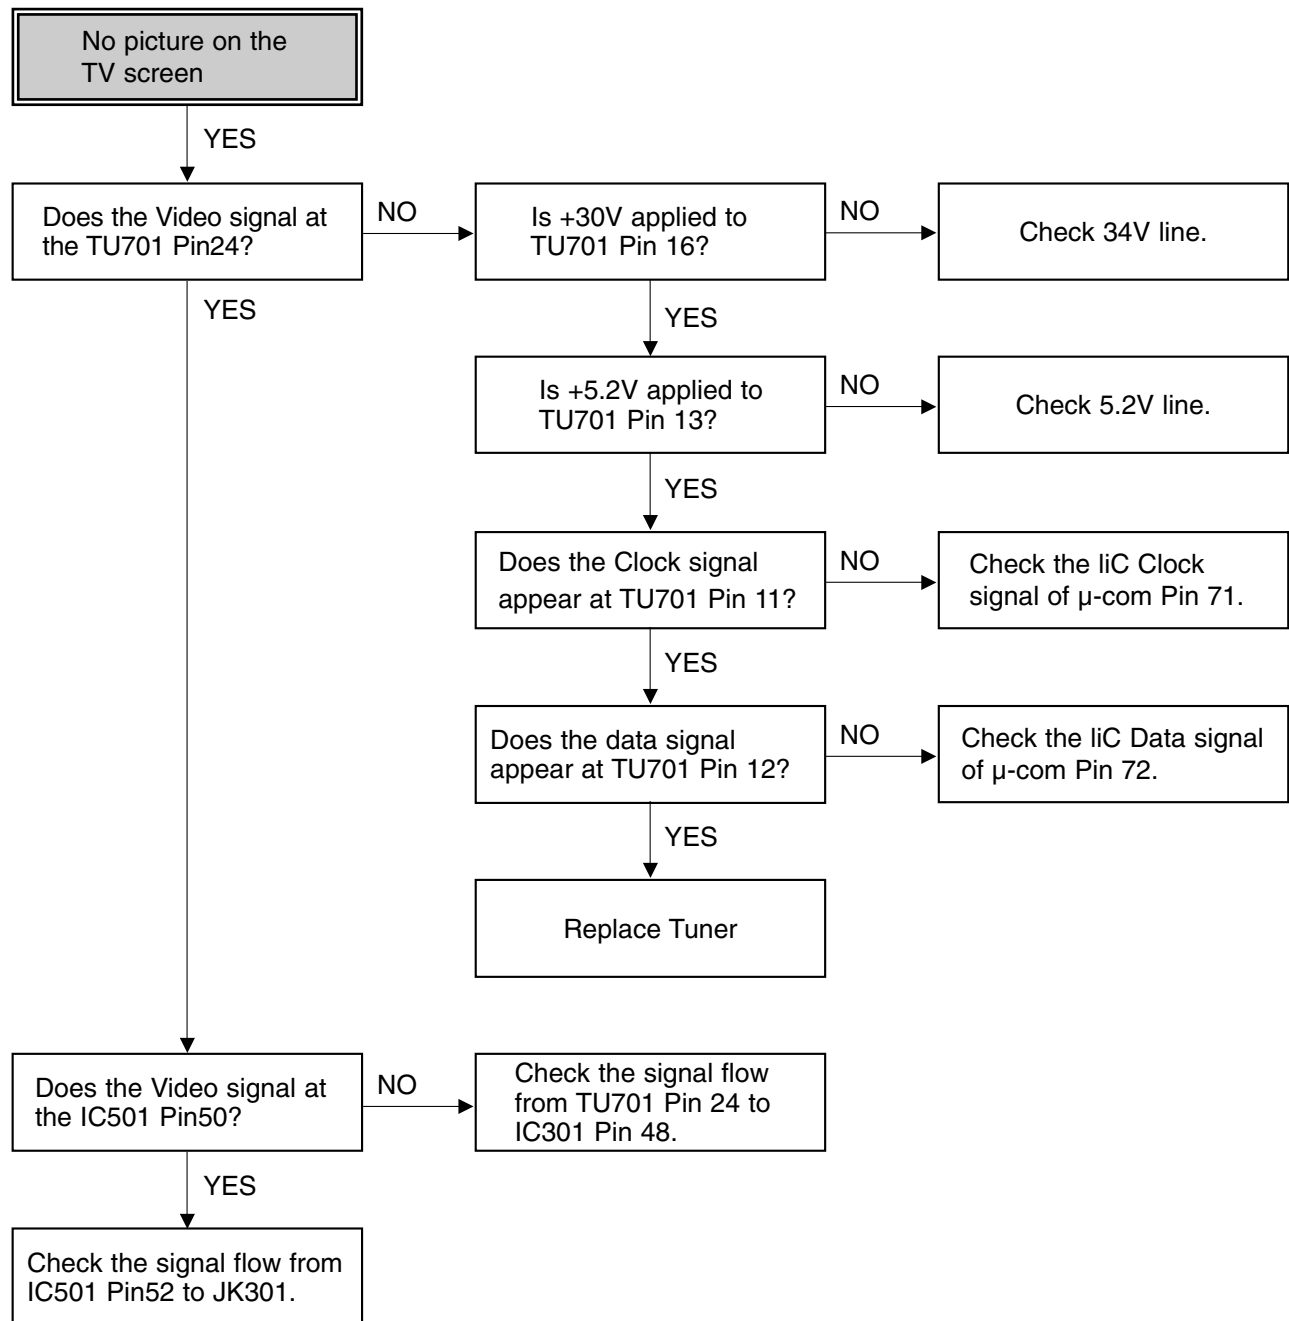 No picture on the
TV screen
YES
Does the Video signal at
the TU701 Pin24?
NO
Is +30V applied to
TU701 Pin 16?
NO
Check 34V line.
YES
YES
Is +5.2V applied to
TU701 Pin 13?
NO
Check 5.2V line.
YES
Does the Clock signal
appear at TU701 Pin 11?
NO
Check the liC Clock
signal of µ-com Pin 71.
YES
Does the data signal
appear at TU701 Pin 12?
NO
Check the liC Data signal
of µ-com Pin 72.
YES
Replace Tuner
Does the Video signal at
the IC501 Pin50?
NO
Check the signal flow
from TU701 Pin 24 to
IC301 Pin 48.
YES
Check the signal flow from
IC501 Pin52 to JK301.